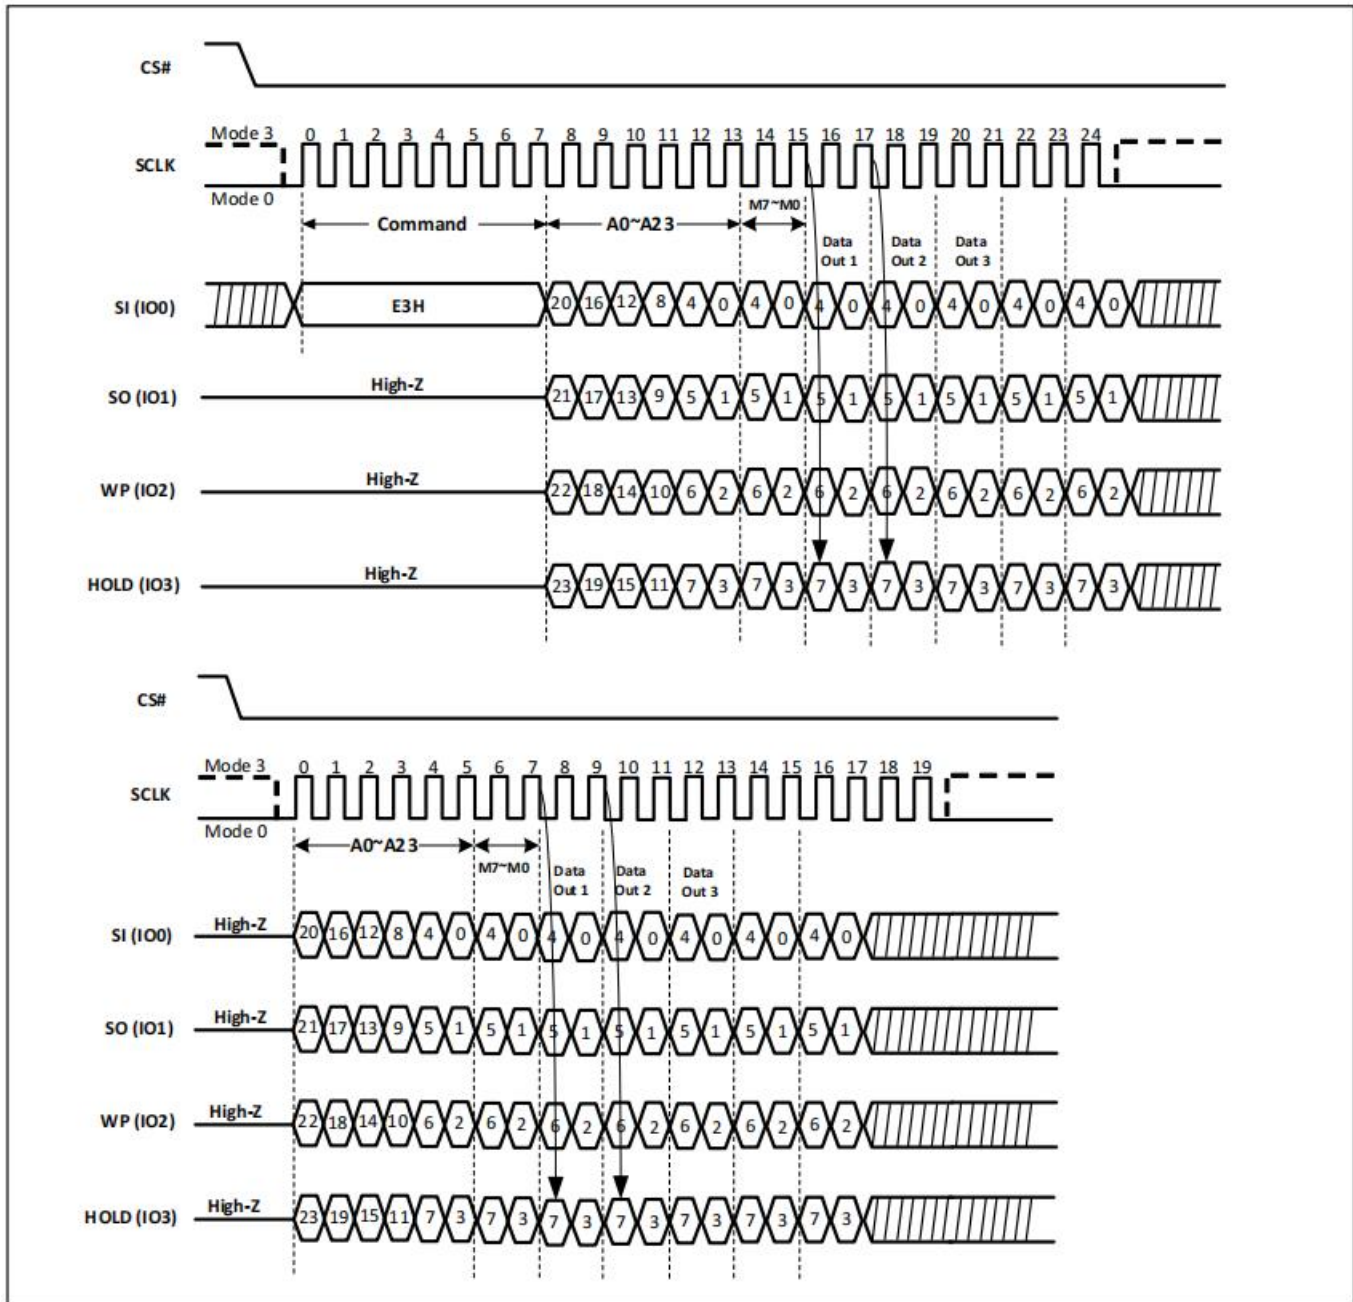 CS#
Mode 3 0 1 2 3 4 5 6 7 8 9 10 11 12 13 14 15 16 17 18 19 20 21 22 23 24
SCLK
Mode 0
Command A0~A23 M7~M0 Data Out 1 Data Out 2 Data Out 3
SI (IO0) E3H 20 16 12 8 4 0 4 0 4 0 4 0 4 0 4 0 4 0
SO (IO1) High-Z 21 17 13 9 5 1 5 1 5 1 5 1 5 1 5 1 5 1
WP (IO2) High-Z 22 18 14 10 6 2 6 2 6 2 6 2 6 2 6 2 6 2
HOLD (IO3) High-Z 23 19 15 11 7 3 7 3 7 3 7 3 7 3 7 3 7 3
CS#
Mode 3 0 1 2 3 4 5 6 7 8 9 10 11 12 13 14 15 16 17 18 19
SCLK
Mode 0
A0~A23 M7~M0 Data Out 1 Data Out 2 Data Out 3
SI (IO0) High-Z 20 16 12 8 4 0 4 0 4 0 4 0 4 0 4 0 4 0
SO (IO1) High-Z 21 17 13 9 5 1 5 1 5 1 5 1 5 1 5 1 5 1
WP (IO2) High-Z 22 18 14 10 6 2 6 2 6 2 6 2 6 2 6 2 6 2
HOLD (IO3) High-Z 23 19 15 11 7 3 7 3 7 3 7 3 7 3 7 3 7 3